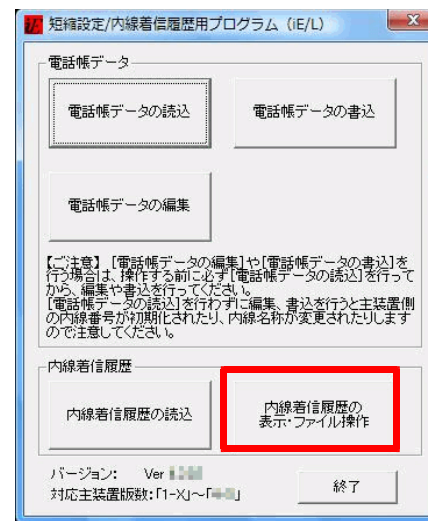 短縮設定/内線着信履歴用プログラム (iE/L)
電話帳データ
電話帳データの読込
電話帳データの書込
電話帳データの編集
【ご注意】 [電話帳データの編集]や[電話帳データの書込]を
行う場合は、操作する前に必ず[電話帳データの読込]を行って
から、編集や書込を行ってください。
[電話帳データの読込]を行わずに編集、書込を行うと主装置側
の内線番号が初期化されたり、内線名称が変更されたりします
ので注意してください。
内線着信履歴
内線着信履歴の読込
内線着信履歴の
表示・ファイル操作
バージョン: Ver
対応主装置版数:「1-X」~「
終了